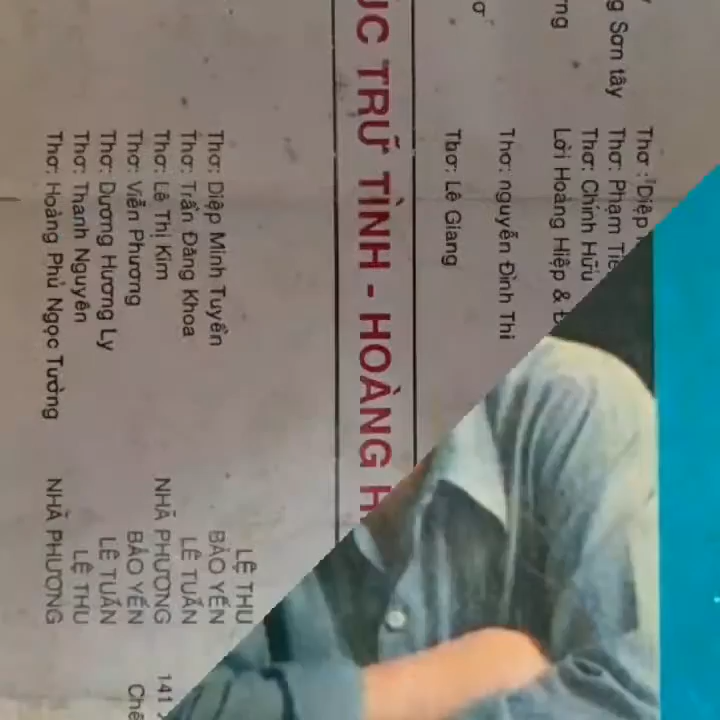 Thơ : Diệp
Sơn tây Thơ: Phạm
Thơ: Chính Hữu
Lời Hoàng Hiệp &
Thơ: nguyễn Đình Thi
Thơ: Lê Giang
TRỮ TÌNH - HOÀNG
LỆ THU
Thơ: Diệp Minh Tuyền BẢO YẾN
Thơ: Trần Đăng Khoa LÊ TUẤN
Thơ: Lê Thị Kim NHÃ PHƯƠNG 141
Thơ: Viễn Phương BẢO YẾN
Thơ: Dương Hương Ly LÊ TUẤN
Thơ: Thanh Nguyên LỆ THU
Thơ: Hoàng Phủ Ngọc Tường NHÃ PHƯƠNG